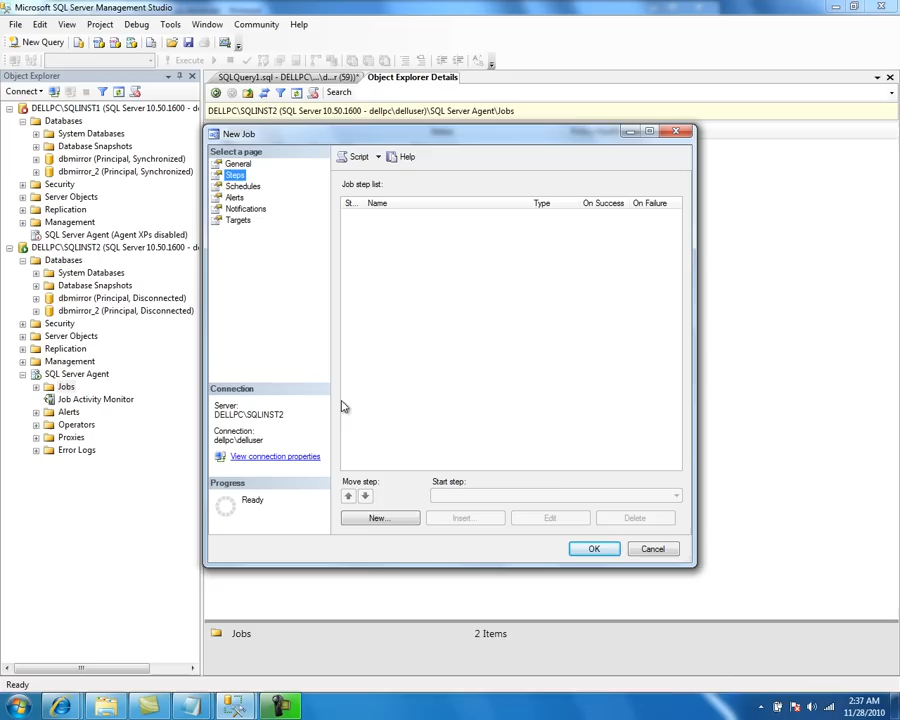 Microsoft SQL Server Management Studio
File Edit View Project Debug Tools Window Community Help
New Query
Execute
Object Explorer
Connect
DELLPC\SQLINST1 (SQL Server 10.50.1600 - de
Databases
System Databases
Database Snapshots
dbmirror (Principal, Synchronized)
dbmirror_2 (Principal, Synchronized)
Security
Server Objects
Replication
Management
SQL Server Agent (Agent XPs disabled)
DELLPC\SQLINST2 (SQL Server 10.50.1600 - de
Databases
System Databases
Database Snapshots
dbmirror (Principal, Disconnected)
dbmirror_2 (Principal, Disconnected)
Security
Server Objects
Replication
Management
SQL Server Agent
Jobs
Job Activity Monitor
Alerts
Operators
Proxies
Error Logs
SQLQuery1.sql - DELLPC\...\d...r (59))* Object Explorer Details
Search
DELLPC\SQLINST2 (SQL Server 10.50.1600 - dellpc\delluser)\SQL Server Agent\Jobs
New Job
Select a page
General
Steps
Schedules
Alerts
Notifications
Targets
Connection
Server:
DELLPC\SQLINST2
Connection:
dellpc\delluser
View connection properties
Progress
Ready
Script Help
Job step list:
St... Name Type On Success On Failure
Move step: Start step:
New... Insert... Edit Delete
OK Cancel
Jobs 2 Items
Ready
2:37 AM
11/28/2010